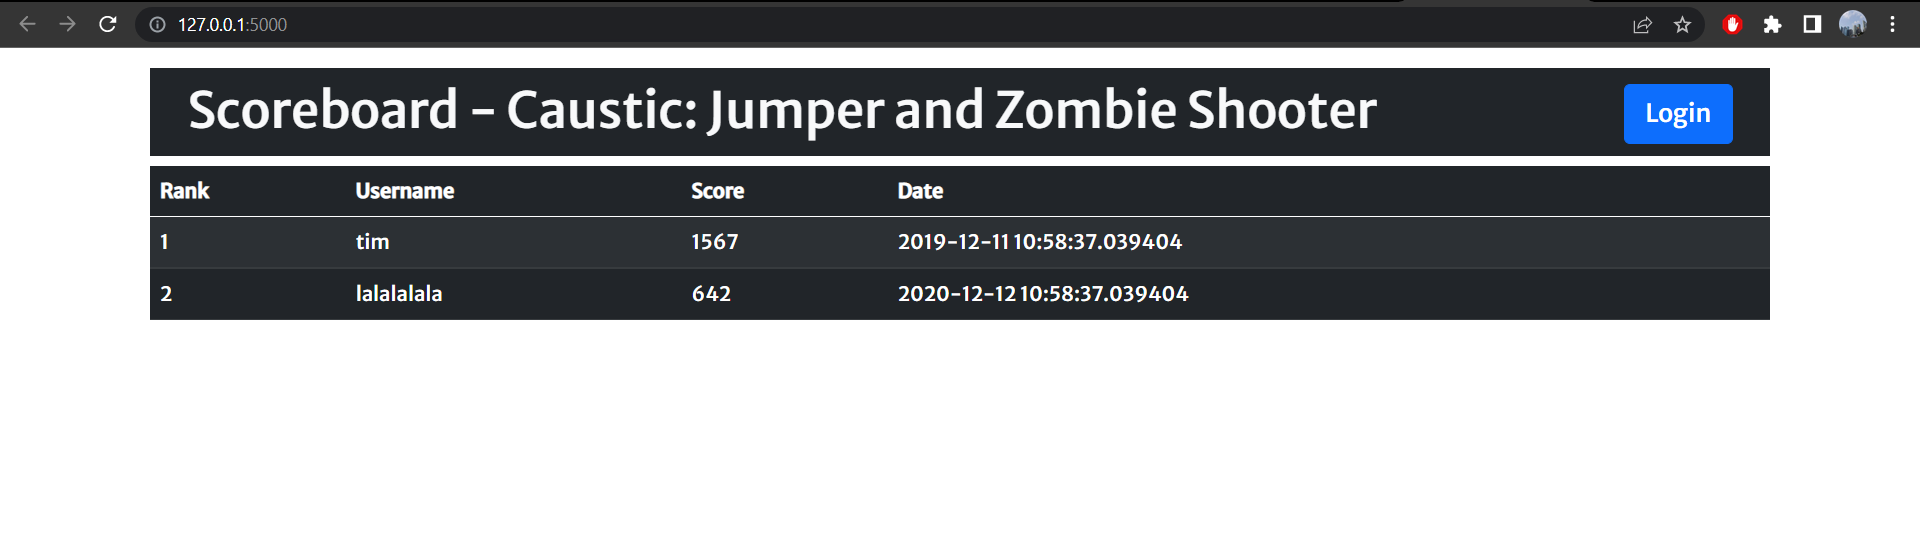 127.0.0.1:5000
Scoreboard - Caustic: Jumper and Zombie Shooter
Login
Rank Username Score Date
1 tim 1567 2019-12-11 10:58:37.039404
2 lalalalala 642 2020-12-12 10:58:37.039404